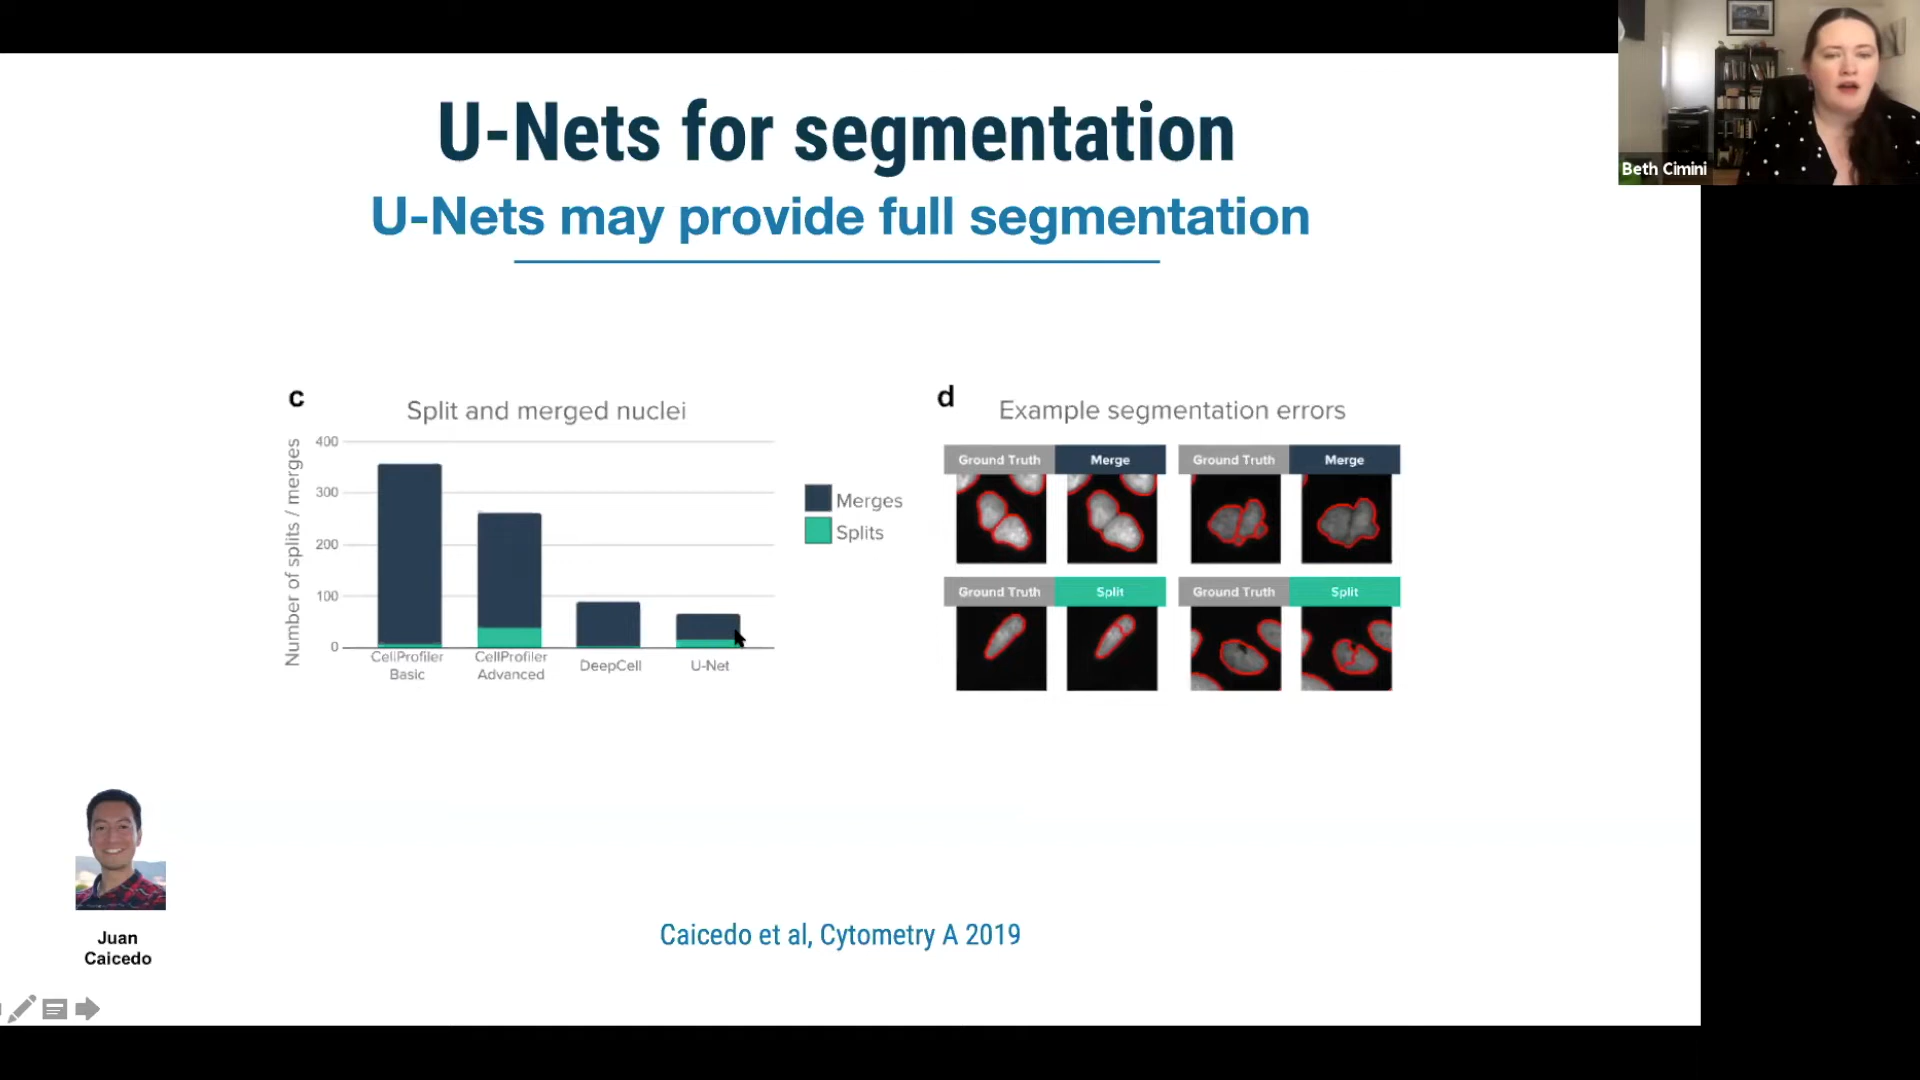 U-Nets for segmentation
U-Nets may provide full segmentation
Beth Cimini
c
Split and merged nuclei
Number of splits / merges
400
300
200
100
0
CellProfiler
Basic
CellProfiler
Advanced
DeepCell
U-Net
Merges
Splits
d
Example segmentation errors
Ground Truth Merge Ground Truth Merge
Ground Truth Split Ground Truth Split
Juan
Caicedo
Caicedo et al, Cytometry A 2019